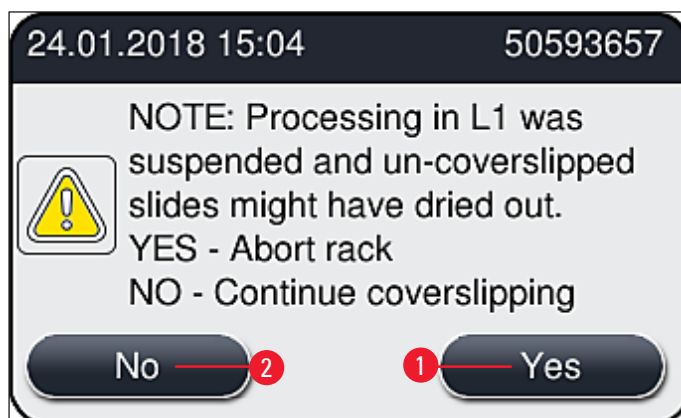 24.01.2018 15:04 50593657
NOTE: Processing in L1 was
suspended and un-coverslipped
slides might have dried out.
YES - Abort rack
NO - Continue coverslipping
No 2 1 Yes